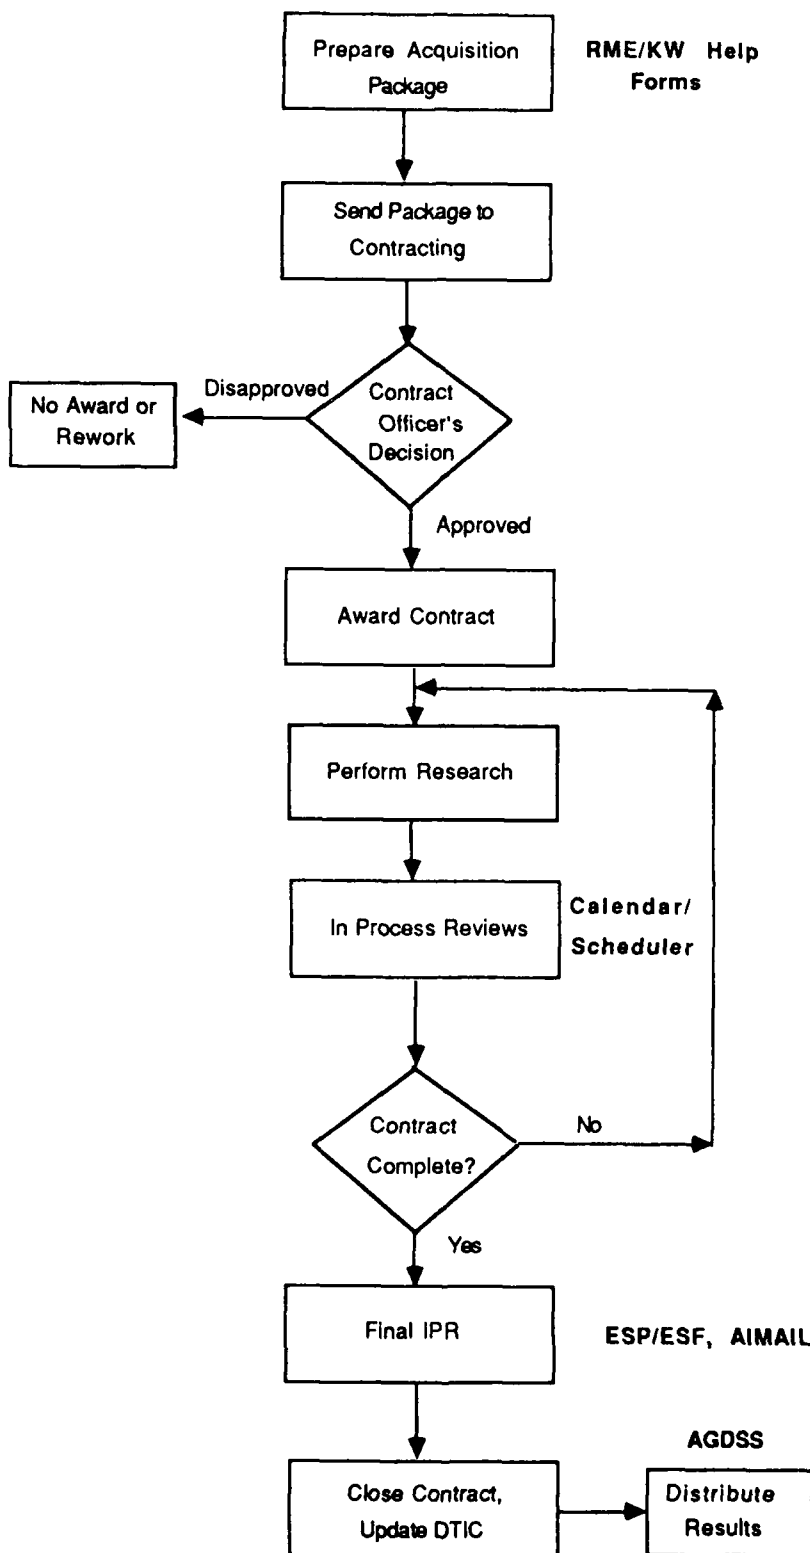 Prepare Acquisition
Package
RME/KW Help
Forms
Send Package to
Contracting
Disapproved
No Award or
Rework
Contract
Officer's
Decision
Approved
Award Contract
Perform Research
In Process Reviews
Calendar/
Scheduler
Contract
Complete?
No
Yes
Final IPR
ESP/ESF, AIMAIL
AGDSS
Close Contract,
Update DTIC
Distribute
Results